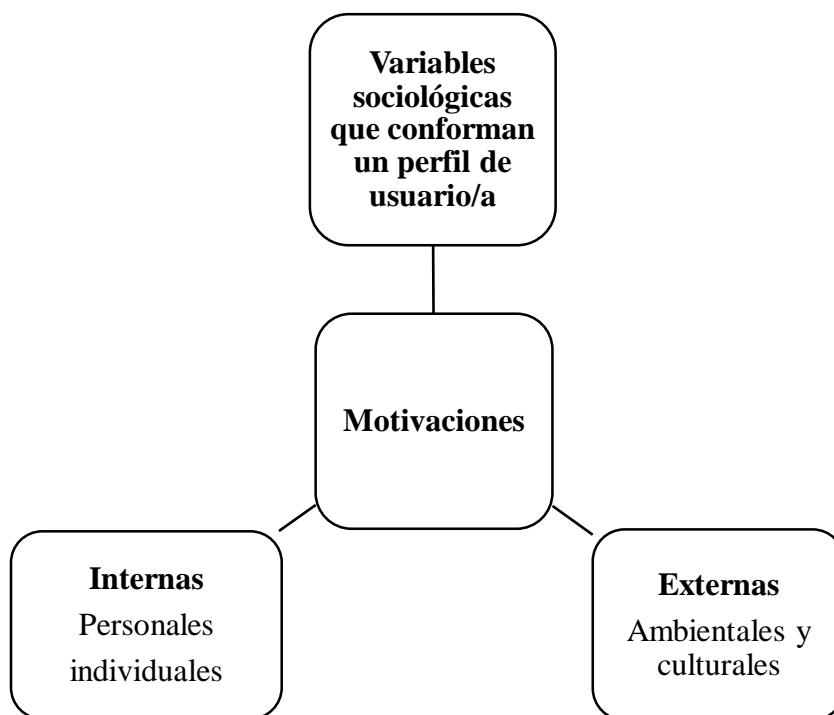 Variables
sociológicas
que conforman
un perfil de
usuario/a
Motivaciones
Internas
Personales
individuales
Externas
Ambientales y
culturales